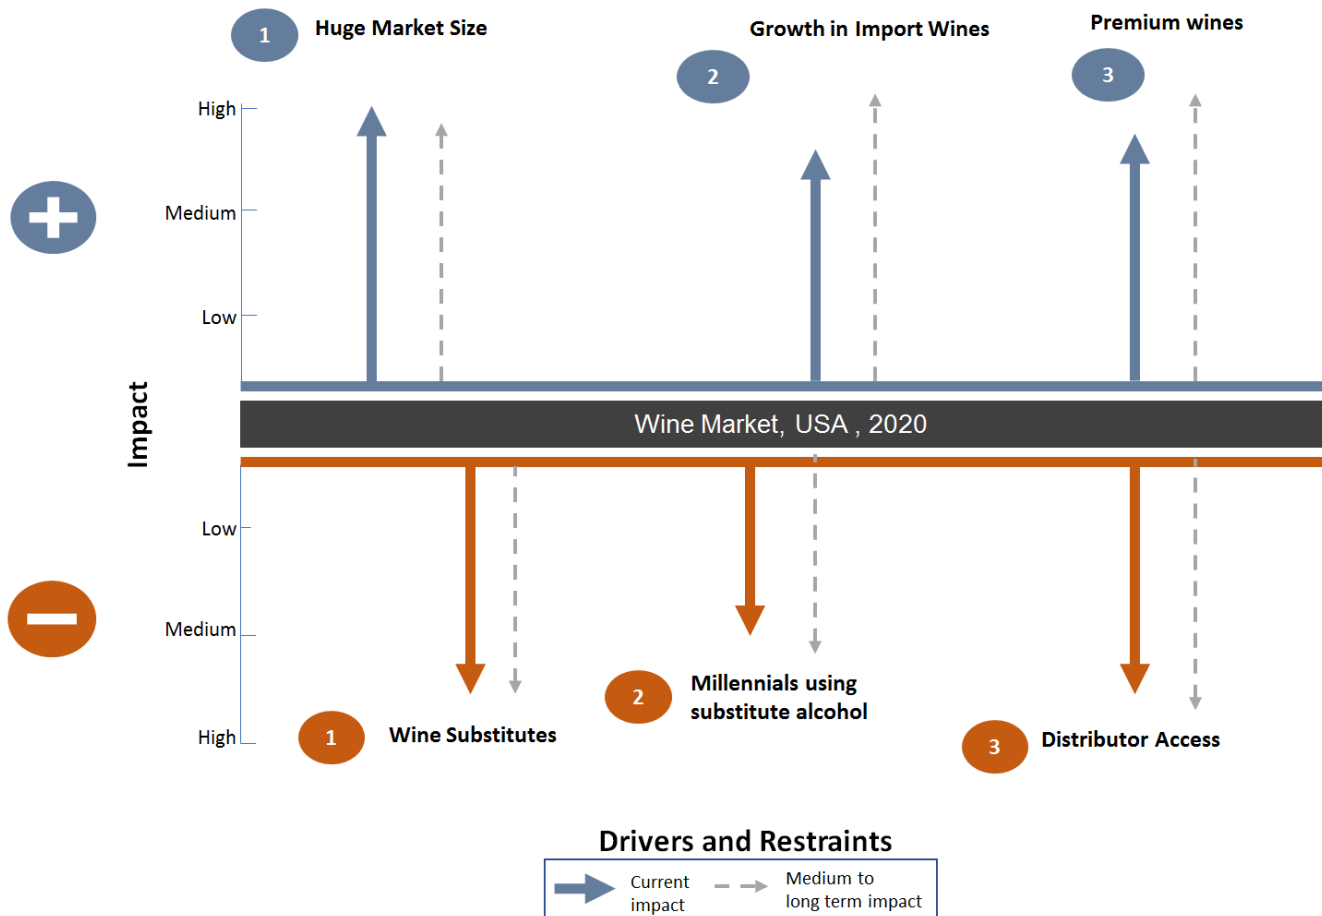 1
Huge Market Size
2
Growth in Import Wines
3
Premium wines
High
Medium
Low
Impact
Wine Market, USA , 2020
Low
Medium
High
1
Wine Substitutes
2
Millennials using
substitute alcohol
3
Distributor Access
Drivers and Restraints
Current
impact
Medium to
long term impact